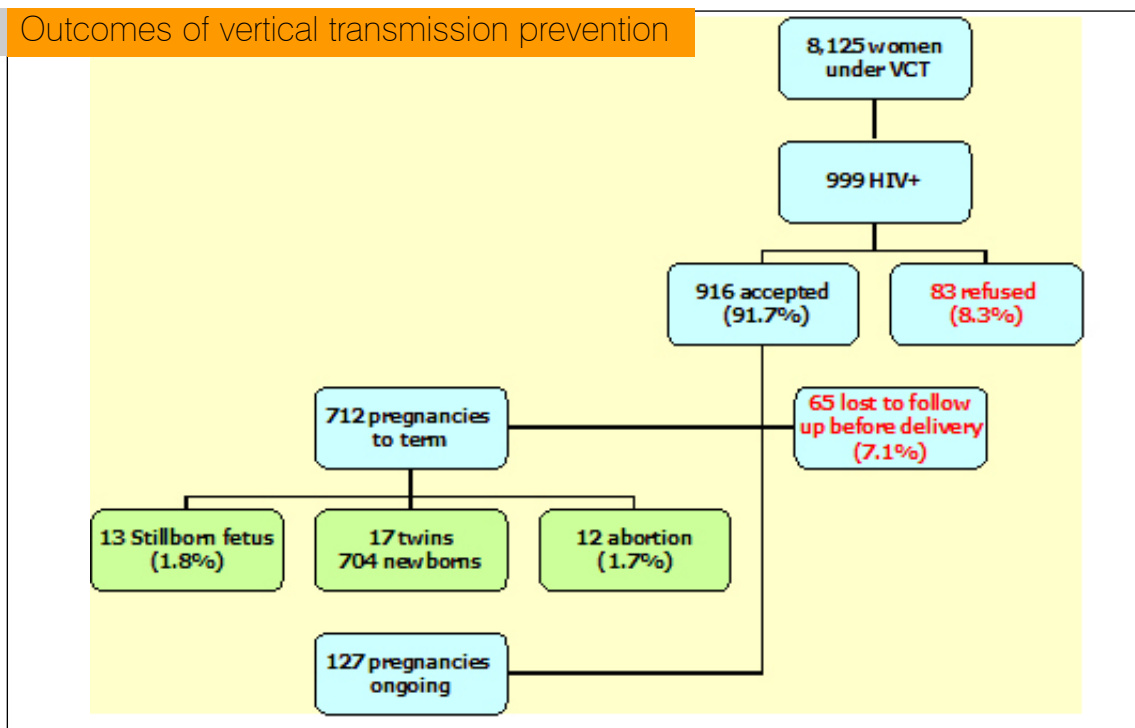 Outcomes of vertical transmission prevention
8,125 women
under VCT
999 HIV+
916 accepted
(91.7%)
83 refused
(8.3%)
712 pregnancies
to term
65 lost to follow
up before delivery
(7.1%)
13 Stillborn fetus
(1.8%)
17 twins
704 newborns
12 abortion
(1.7%)
127 pregnancies
ongoing